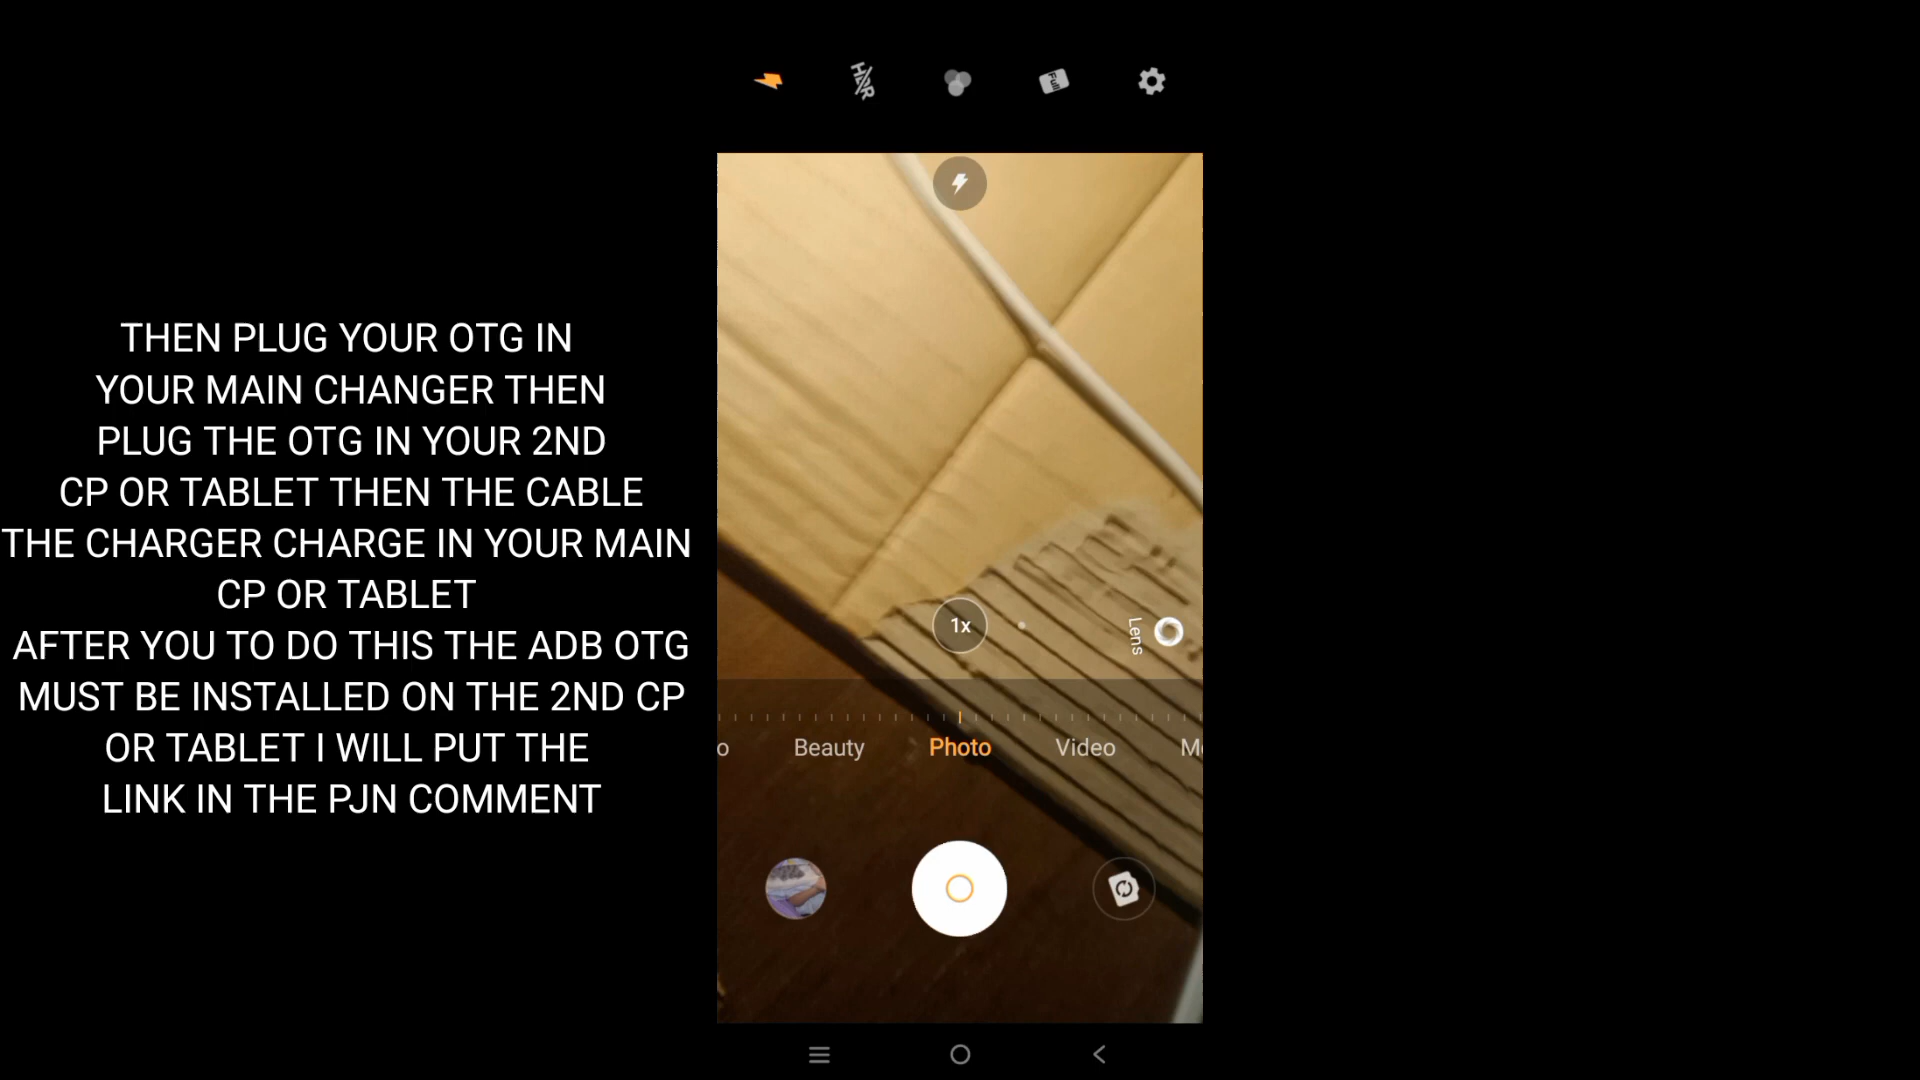 HDR
Full
THEN PLUG YOUR OTG IN
YOUR MAIN CHANGER THEN
PLUG THE OTG IN YOUR 2ND
CP OR TABLET THEN THE CABLE
THE CHARGER CHARGE IN YOUR MAIN
CP OR TABLET
AFTER YOU TO DO THIS THE ADB OTG
MUST BE INSTALLED ON THE 2ND CP
OR TABLET I WILL PUT THE
LINK IN THE PJN COMMENT
1x
Lens
o Beauty Photo Video Mo